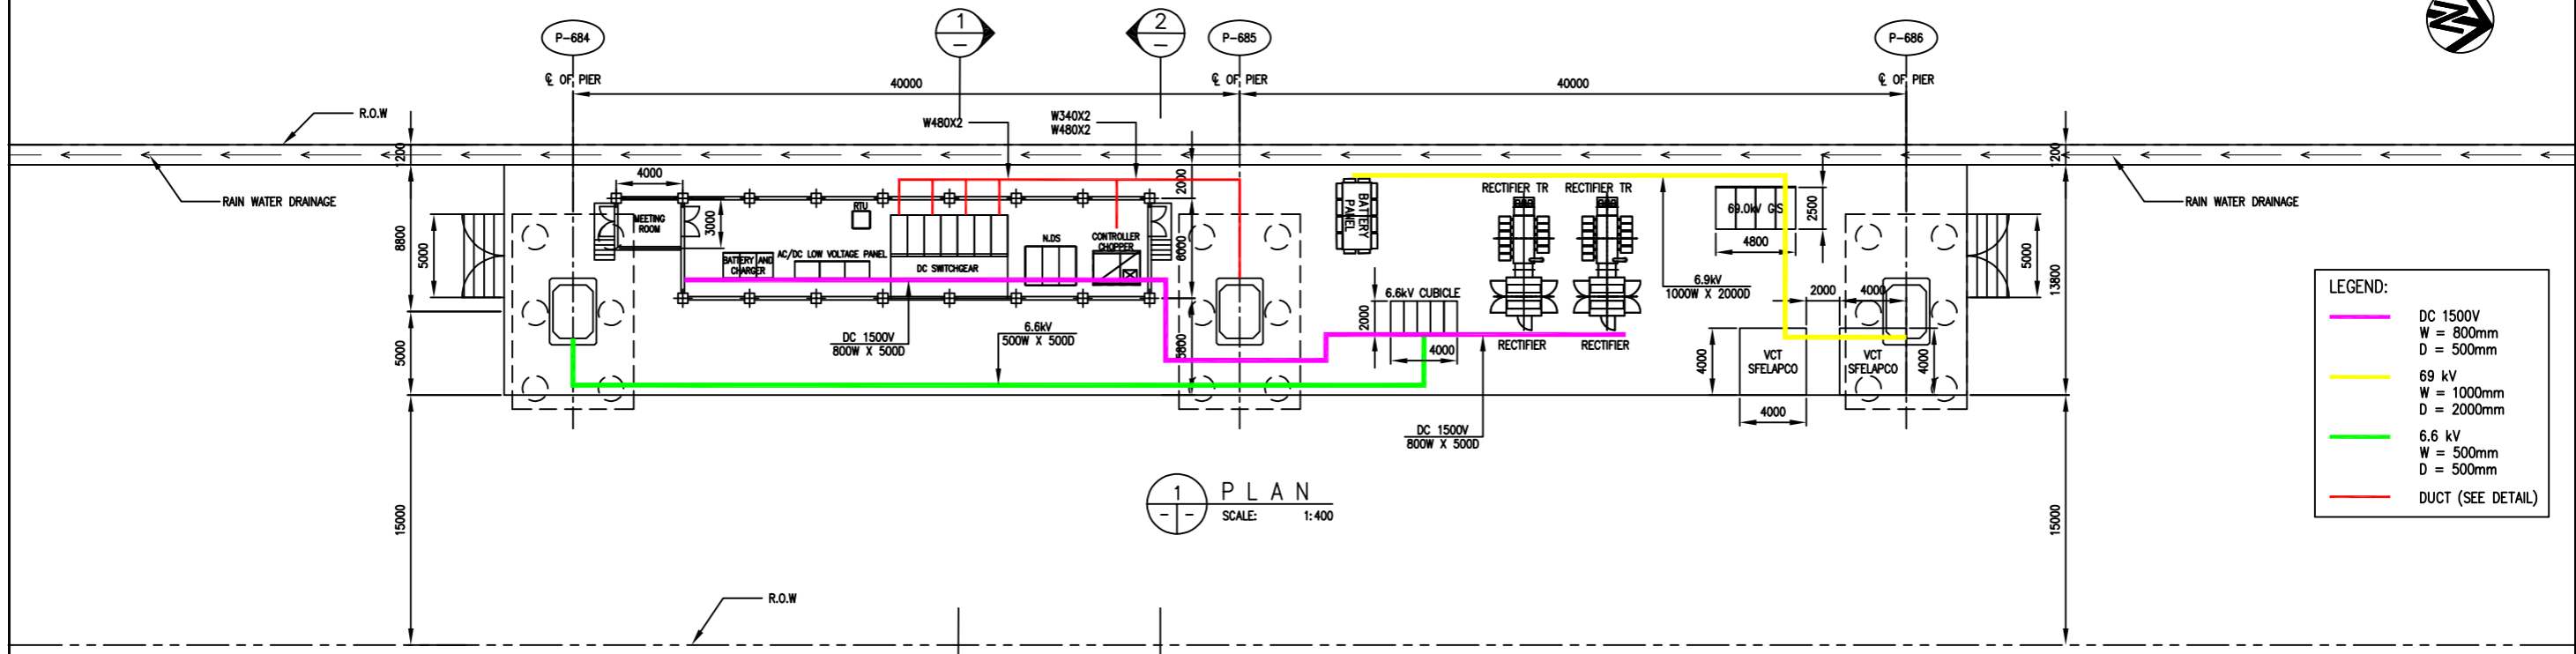 1
2
N
P-684
P-685
P-686
℄ OF PIER
℄ OF PIER
℄ OF PIER
40000
40000
R.O.W
W480X2
W340X2
W480X2
1200
1200
RAIN WATER DRAINAGE
RAIN WATER DRAINAGE
4000
2000
MEETING
ROOM
3000
RTU
BATTERY AND
CHARGER
AC/DC LOW VOLTAGE PANEL
DC SWITCHGEAR
N.DS
CONTROLLER
CHOPPER
6000
BATTERY
PANEL
RECTIFIER TR
RECTIFIER TR
69.0kV GIS
2500
4800
8800
5000
5000
13800
6.9kV
1000W X 2000D
2000
4000
6.6kV CUBICLE
2000
4000
RECTIFIER
RECTIFIER
DC 1500V
800W X 500D
6.6kV
500W X 500D
5800
5000
4000
VCT
SFELAPCO
VCT
SFELAPCO
4000
4000
DC 1500V
800W X 500D
LEGEND:
DC 1500V
W = 800mm
D = 500mm
69 kV
W = 1000mm
D = 2000mm
6.6 kV
W = 500mm
D = 500mm
DUCT (SEE DETAIL)
15000
15000
1
PLAN
SCALE: 1:400
R.O.W